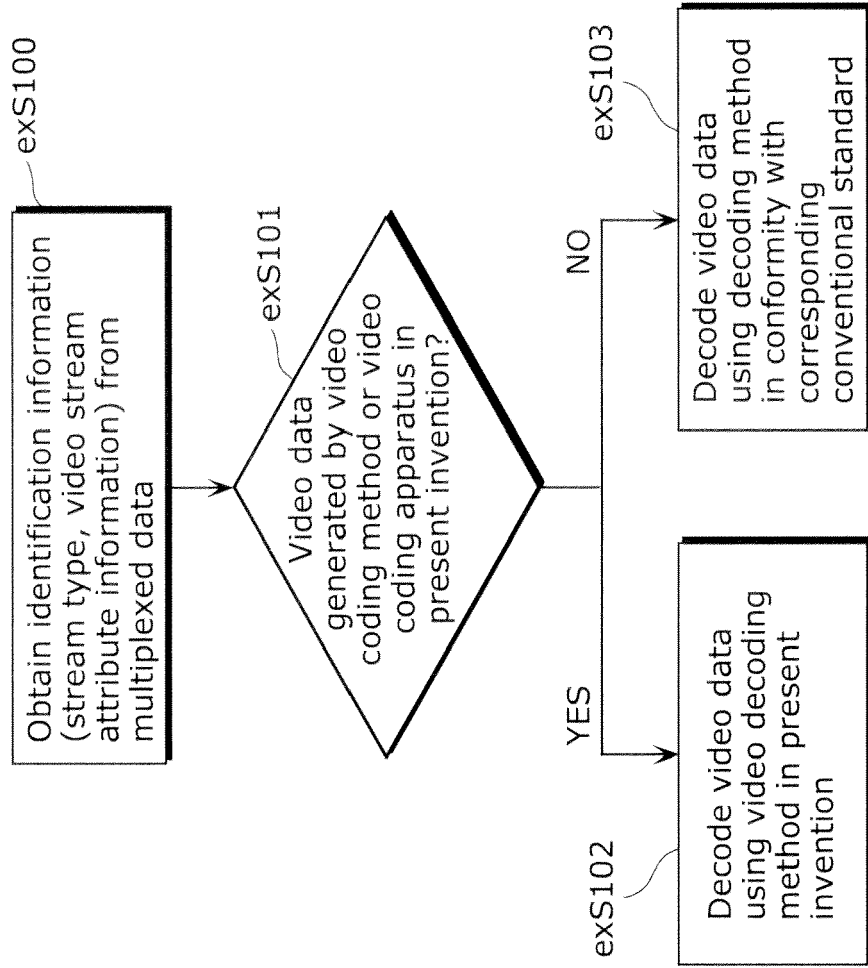 exS100
Obtain identification information
(stream type, video stream
attribute information) from
multiplexed data
exS101
Video data
generated by video
coding method or video
coding apparatus in
present invention?
YES
NO
exS102
Decode video data
using video decoding
method in present
invention
exS103
Decode video data
using decoding method
in conformity with
corresponding
conventional standard